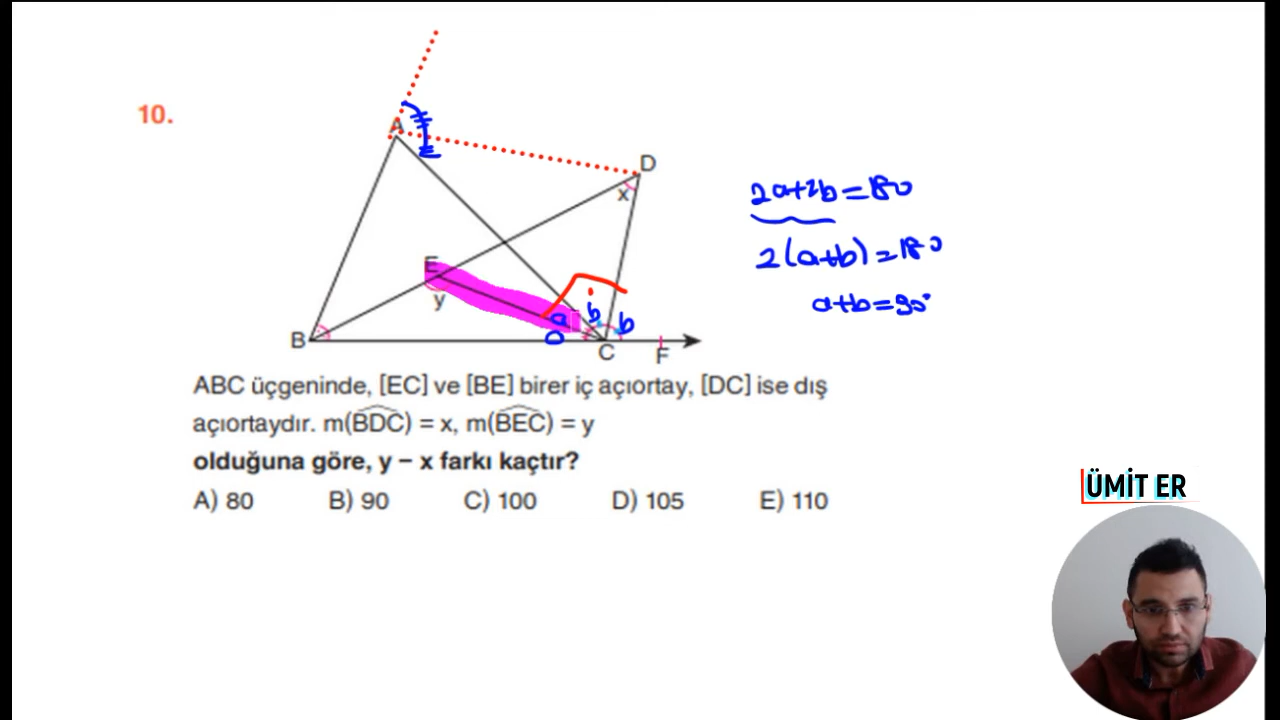 10.
A
D
x
2a+2b=180
2(a+b)=180
a+b=90°
E
y
a
a
b
b
B
C
F
ABC üçgeninde, [EC] ve [BE] birer iç açıortay, [DC] ise dış
açıortaydır. m(BDC) = x, m(BEC) = y
olduğuna göre, y – x farkı kaçtır?
A) 80 B) 90 C) 100 D) 105 E) 110
ÜMİT ER